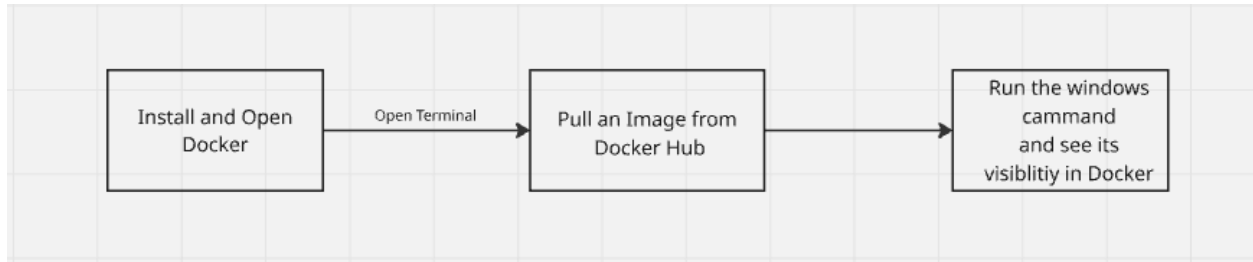 Install and Open
Docker
Open Terminal
Pull an Image from
Docker Hub
Run the windows
cammand
and see its
visiblitiy in Docker